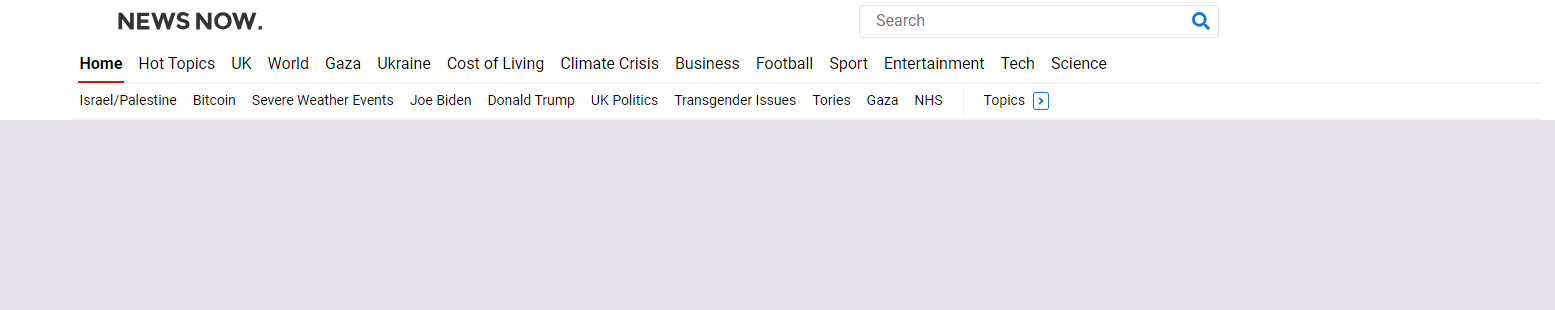 NEWS NOW.
Search
Home Hot Topics UK World Gaza Ukraine Cost of Living Climate Crisis Business Football Sport Entertainment Tech Science
Israel/Palestine Bitcoin Severe Weather Events Joe Biden Donald Trump UK Politics Transgender Issues Tories Gaza NHS Topics